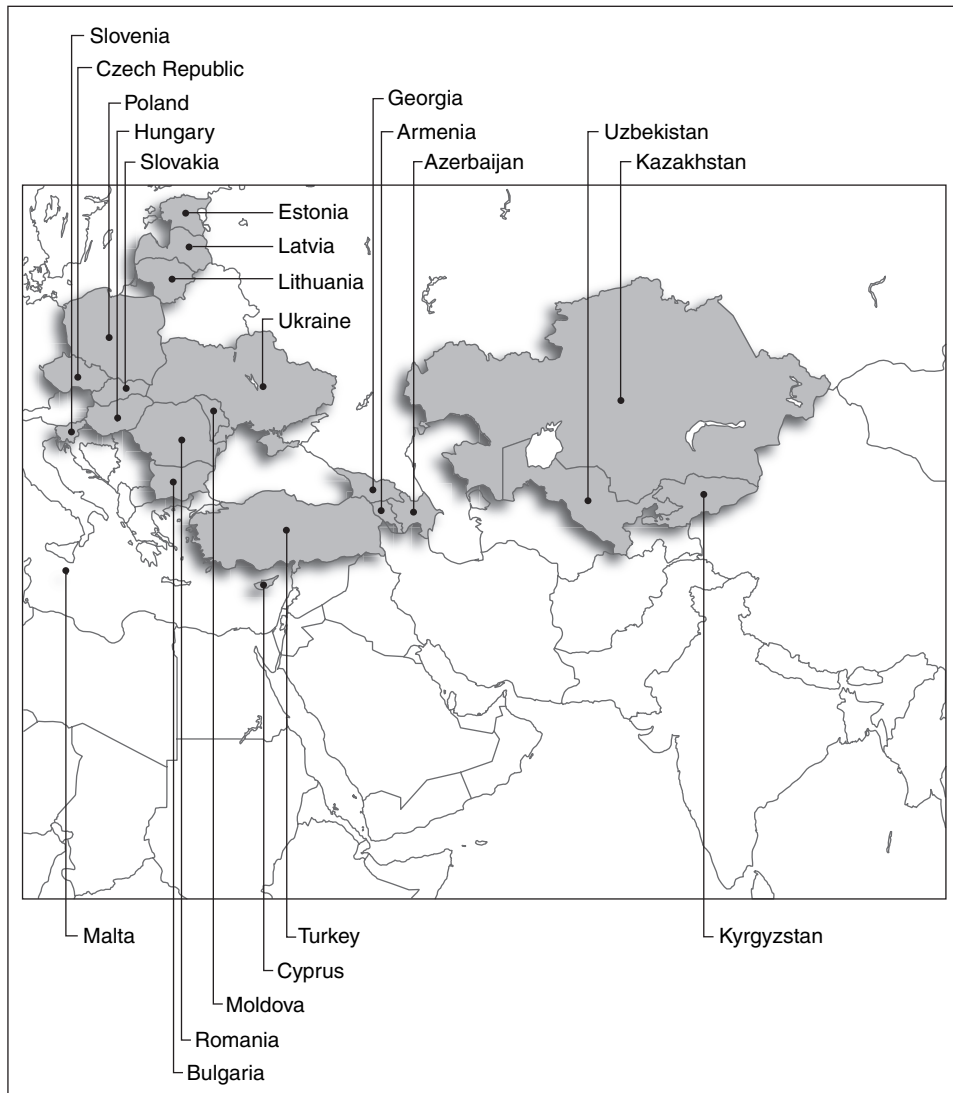 Slovenia
Czech Republic
Poland
Hungary
Slovakia
Georgia
Armenia
Azerbaijan
Uzbekistan
Kazakhstan
Estonia
Latvia
Lithuania
Ukraine
Malta
Turkey
Kyrgyzstan
Cyprus
Moldova
Romania
Bulgaria